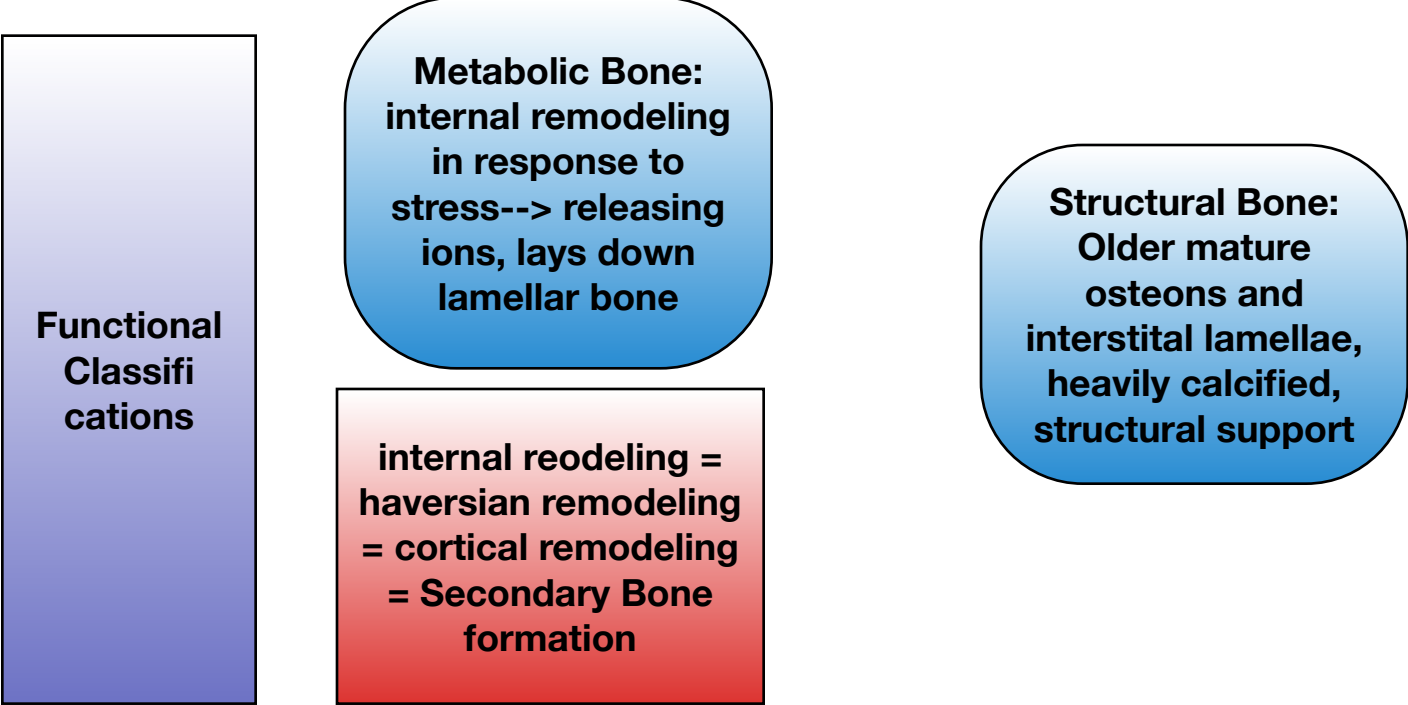 Functional
Classifi
cations
Metabolic Bone:
internal remodeling
in response to
stress--> releasing
ions, lays down
lamellar bone
internal reodeling =
haversian remodeling
= cortical remodeling
= Secondary Bone
formation
Structural Bone:
Older mature
osteons and
interstital lamellae,
heavily calcified,
structural support